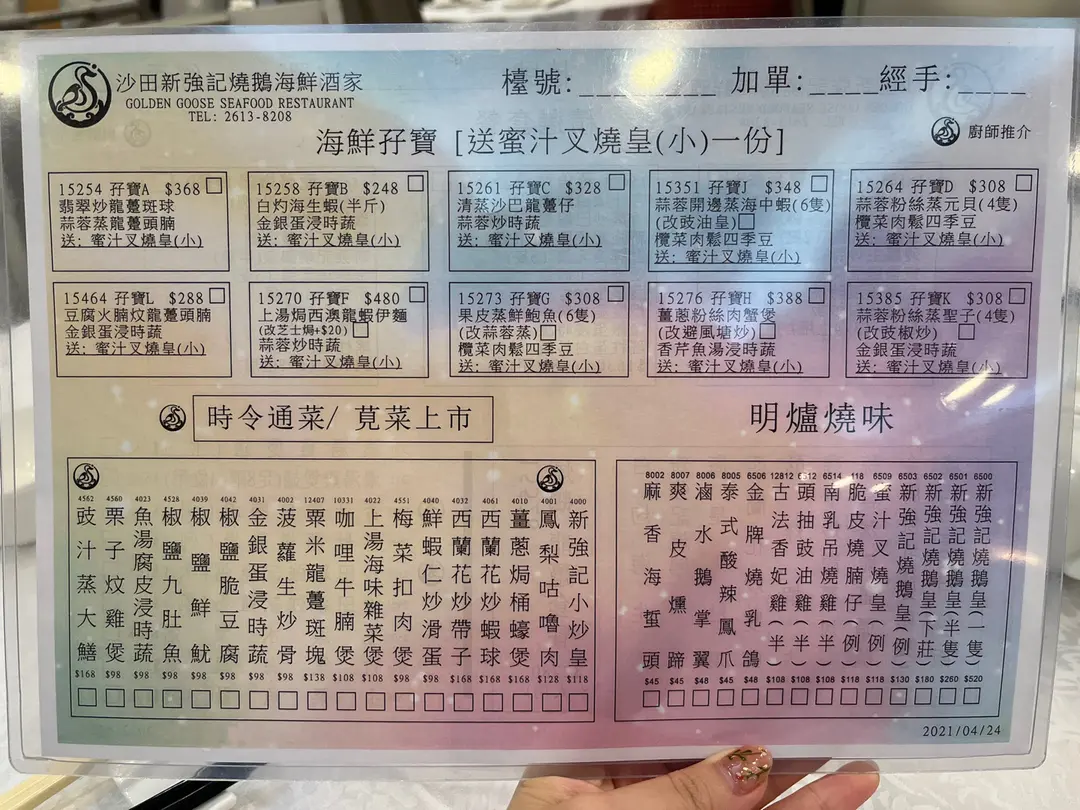 沙田新強記燒鵝海鮮酒家
GOLDEN GOOSE SEAFOOD RESTAURANT
TEL: 2613-8208
檯號:________ 加單:____經手:____
海鮮孖寶 [送蜜汁叉燒皇(小)一份]
廚師推介
15254 孖寶A $368
翡翠炒龍躉斑球
蒜蓉蒸龍躉頭腩
送: 蜜汁叉燒皇(小)
15258 孖寶B $248
白灼海生蝦(半斤)
金銀蛋浸時蔬
送: 蜜汁叉燒皇(小)
15261 孖寶C $328
清蒸沙巴龍躉仔
蒜蓉炒時蔬
送: 蜜汁叉燒皇(小)
15351 孖寶J $348
蒜蓉開邊蒸海中蝦(6隻)
(改豉油皇)
欖菜肉鬆四季豆
送: 蜜汁叉燒皇(小)
15264 孖寶D $308
蒜蓉粉絲蒸元貝(4隻)
欖菜肉鬆四季豆
送: 蜜汁叉燒皇(小)
15464 孖寶L $288
豆腐火腩炆龍躉頭腩
金銀蛋浸時蔬
送: 蜜汁叉燒皇(小)
15270 孖寶F $480
上湯焗西澳龍蝦伊麵
(改芝士焗+$20)
蒜蓉炒時蔬
送: 蜜汁叉燒皇(小)
15273 孖寶G $308
果皮蒸鮮鮑魚(6隻)
(改蒜蓉蒸)
欖菜肉鬆四季豆
送: 蜜汁叉燒皇(小)
15276 孖寶H $388
薑蔥粉絲肉蟹煲
(改避風塘炒)
香芹魚湯浸時蔬
送: 蜜汁叉燒皇(小)
15385 孖寶K $308
蒜蓉粉絲蒸聖子(4隻)
(改豉椒炒)
金銀蛋浸時蔬
送: 蜜汁叉燒皇(小)
時令通菜/ 莧菜上市
明爐燒味
4562 豉汁蒸大鱔 $168
4560 栗子炆雞煲 $98
4023 魚湯腐皮浸時蔬 $98
4528 椒鹽九肚魚 $98
4039 椒鹽鮮魷 $98
4042 椒鹽脆豆腐 $98
4031 金銀蛋浸時蔬 $98
4002 菠蘿生炒骨 $98
12407 粟米龍躉斑塊 $138
10331 咖哩牛腩煲 $108
4022 上湯海味雜菜煲 $108
4551 梅菜扣肉煲 $98
4040 鮮蝦仁炒滑蛋 $98
4032 西蘭花炒帶子 $168
4061 西蘭花炒蝦球 $168
4010 薑蔥焗桶蠔煲 $168
4001 鳳梨咕嚕肉 $128
4000 新強記小炒皇 $118
8002 麻香海蜇頭 $45
8007 爽皮燻蹄 $45
8006 滷水鵝掌翼 $48
8005 泰式酸辣鳳爪 $45
6506 金牌燒乳鴿 $48
12812 古法香妃雞(半) $108
6512 頭抽豉油雞(半) $108
6514 南乳吊燒雞(半) $108
118 脆皮燒腩仔(例) $118
6509 蜜汁叉燒皇(例) $118
6503 新強記燒鵝皇(例) $130
6502 新強記燒鵝皇(下莊) $180
6501 新強記燒鵝皇(半隻) $260
6500 新強記燒鵝皇(一隻) $520
2021/04/24